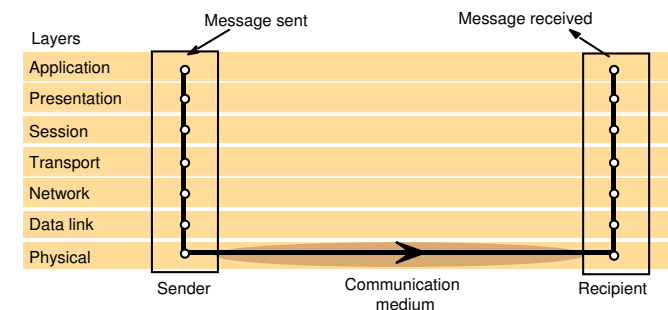 Message sent
Message received
Layers
Application
Presentation
Session
Transport
Network
Data link
Physical
Sender
Communication
medium
Recipient